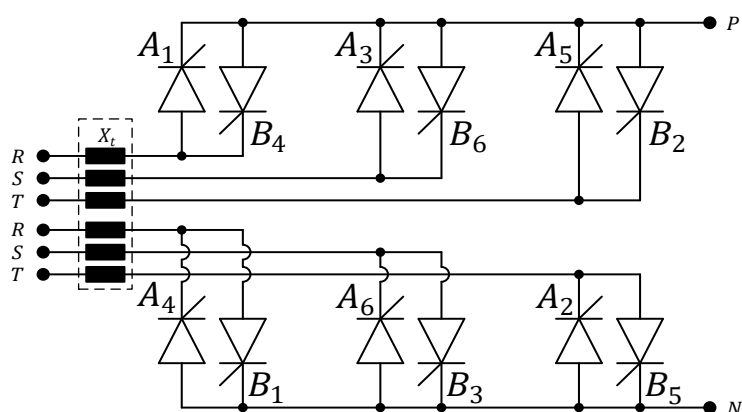 P
A₁ A₃ A₅
B₄ B₆ B₂
Xₜ
R
S
T
R
S
T
A₄ A₆ A₂
B₁ B₃ B₅
N